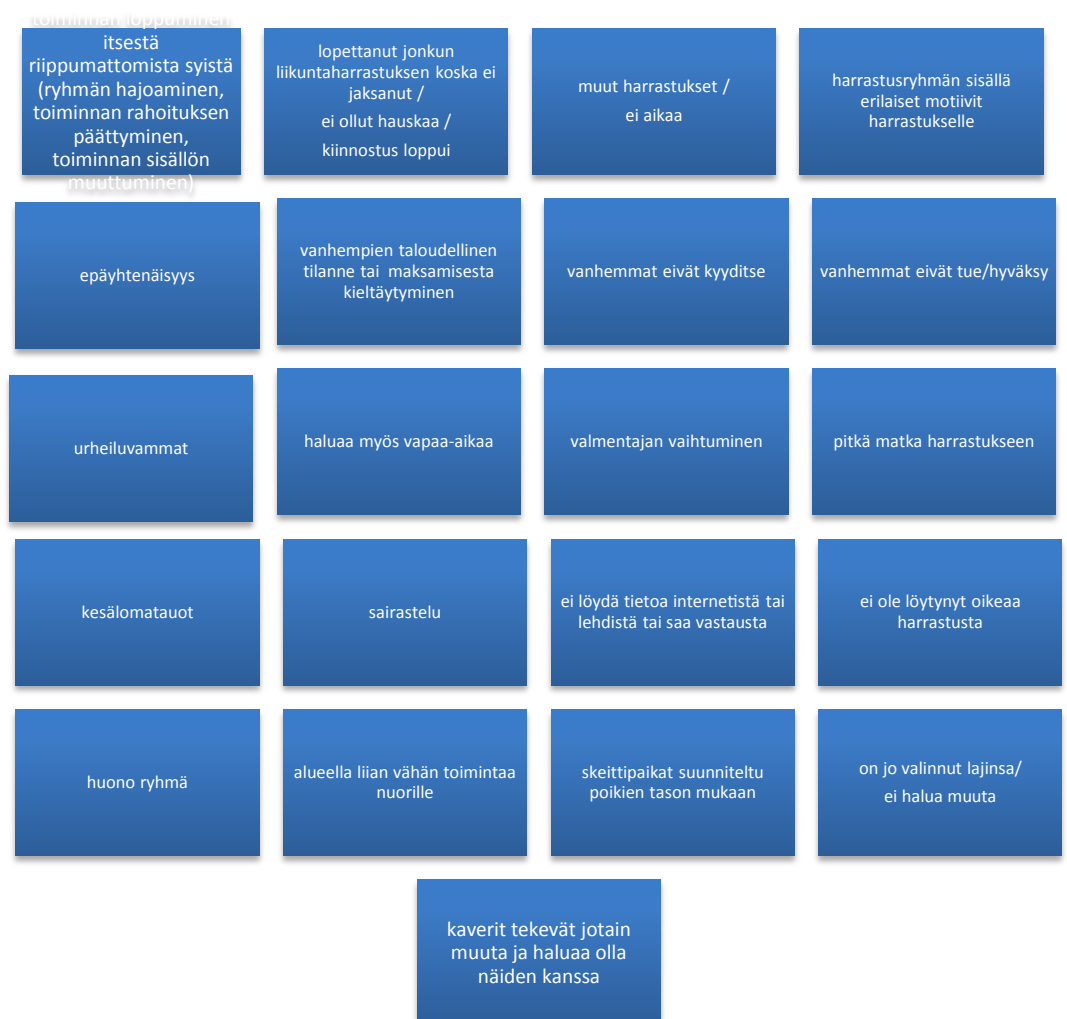 toiminnan loppuminen
itsestä
riippumattomista syistä
(ryhmän hajoaminen,
toiminnan rahoituksen
päättyminen,
toiminnan sisällön
muuttuminen)
lopettanut jonkun
liikuntaharrastuksen koska ei
jaksanut /
ei ollut hauskaa /
kiinnostus loppui
muut harrastukset /
ei aikaa
harrastusryhmän sisällä
erilaiset motiivit
harrastukselle
epäyhtenäisyys
vanhempien taloudellinen
tilanne tai maksamisesta
kieltäytyminen
vanhemmat eivät kyyditse
vanhemmat eivät tue/hyväksy
urheiluvammat
haluaa myös vapaa-aikaa
valmentajan vaihtuminen
pitkä matka harrastukseen
kesälomatauot
sairastelu
ei löydä tietoa internetistä tai
lehdistä tai saa vastausta
ei ole löytynyt oikeaa
harrastusta
huono ryhmä
alueella liian vähän toimintaa
nuorille
skeittipaikat suunniteltu
poikien tason mukaan
on jo valinnut lajinsa/
ei halua muuta
kaverit tekevät jotain
muuta ja haluaa olla
näiden kanssa